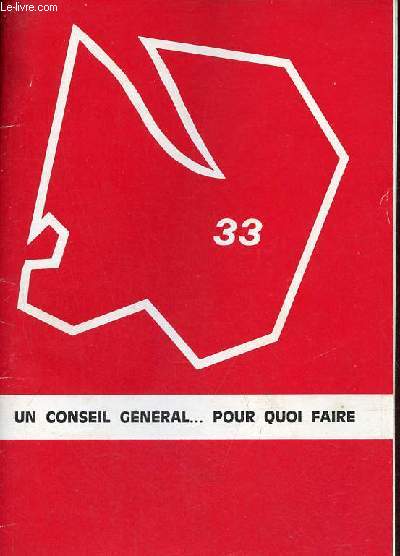 Le-livre.com
33
UN CONSEIL GENERAL... POUR QUOI FAIRE